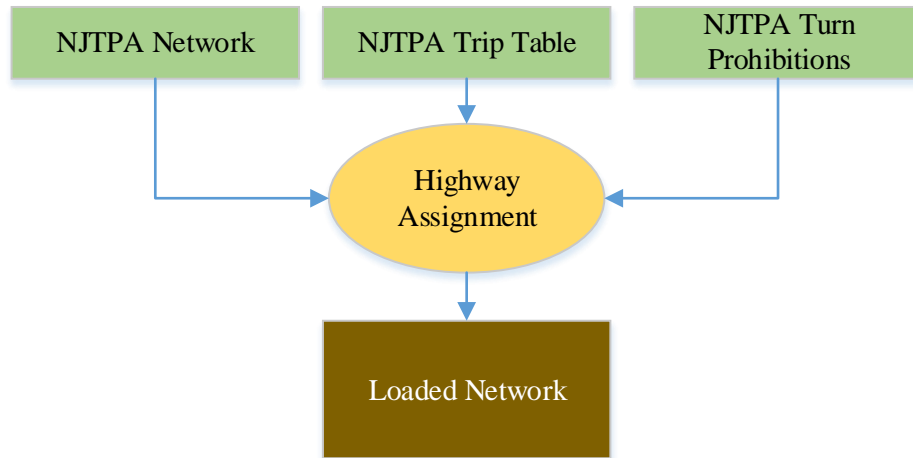 NJTPA Network
NJTPA Trip Table
NJTPA Turn
Prohibitions
Highway
Assignment
Loaded Network